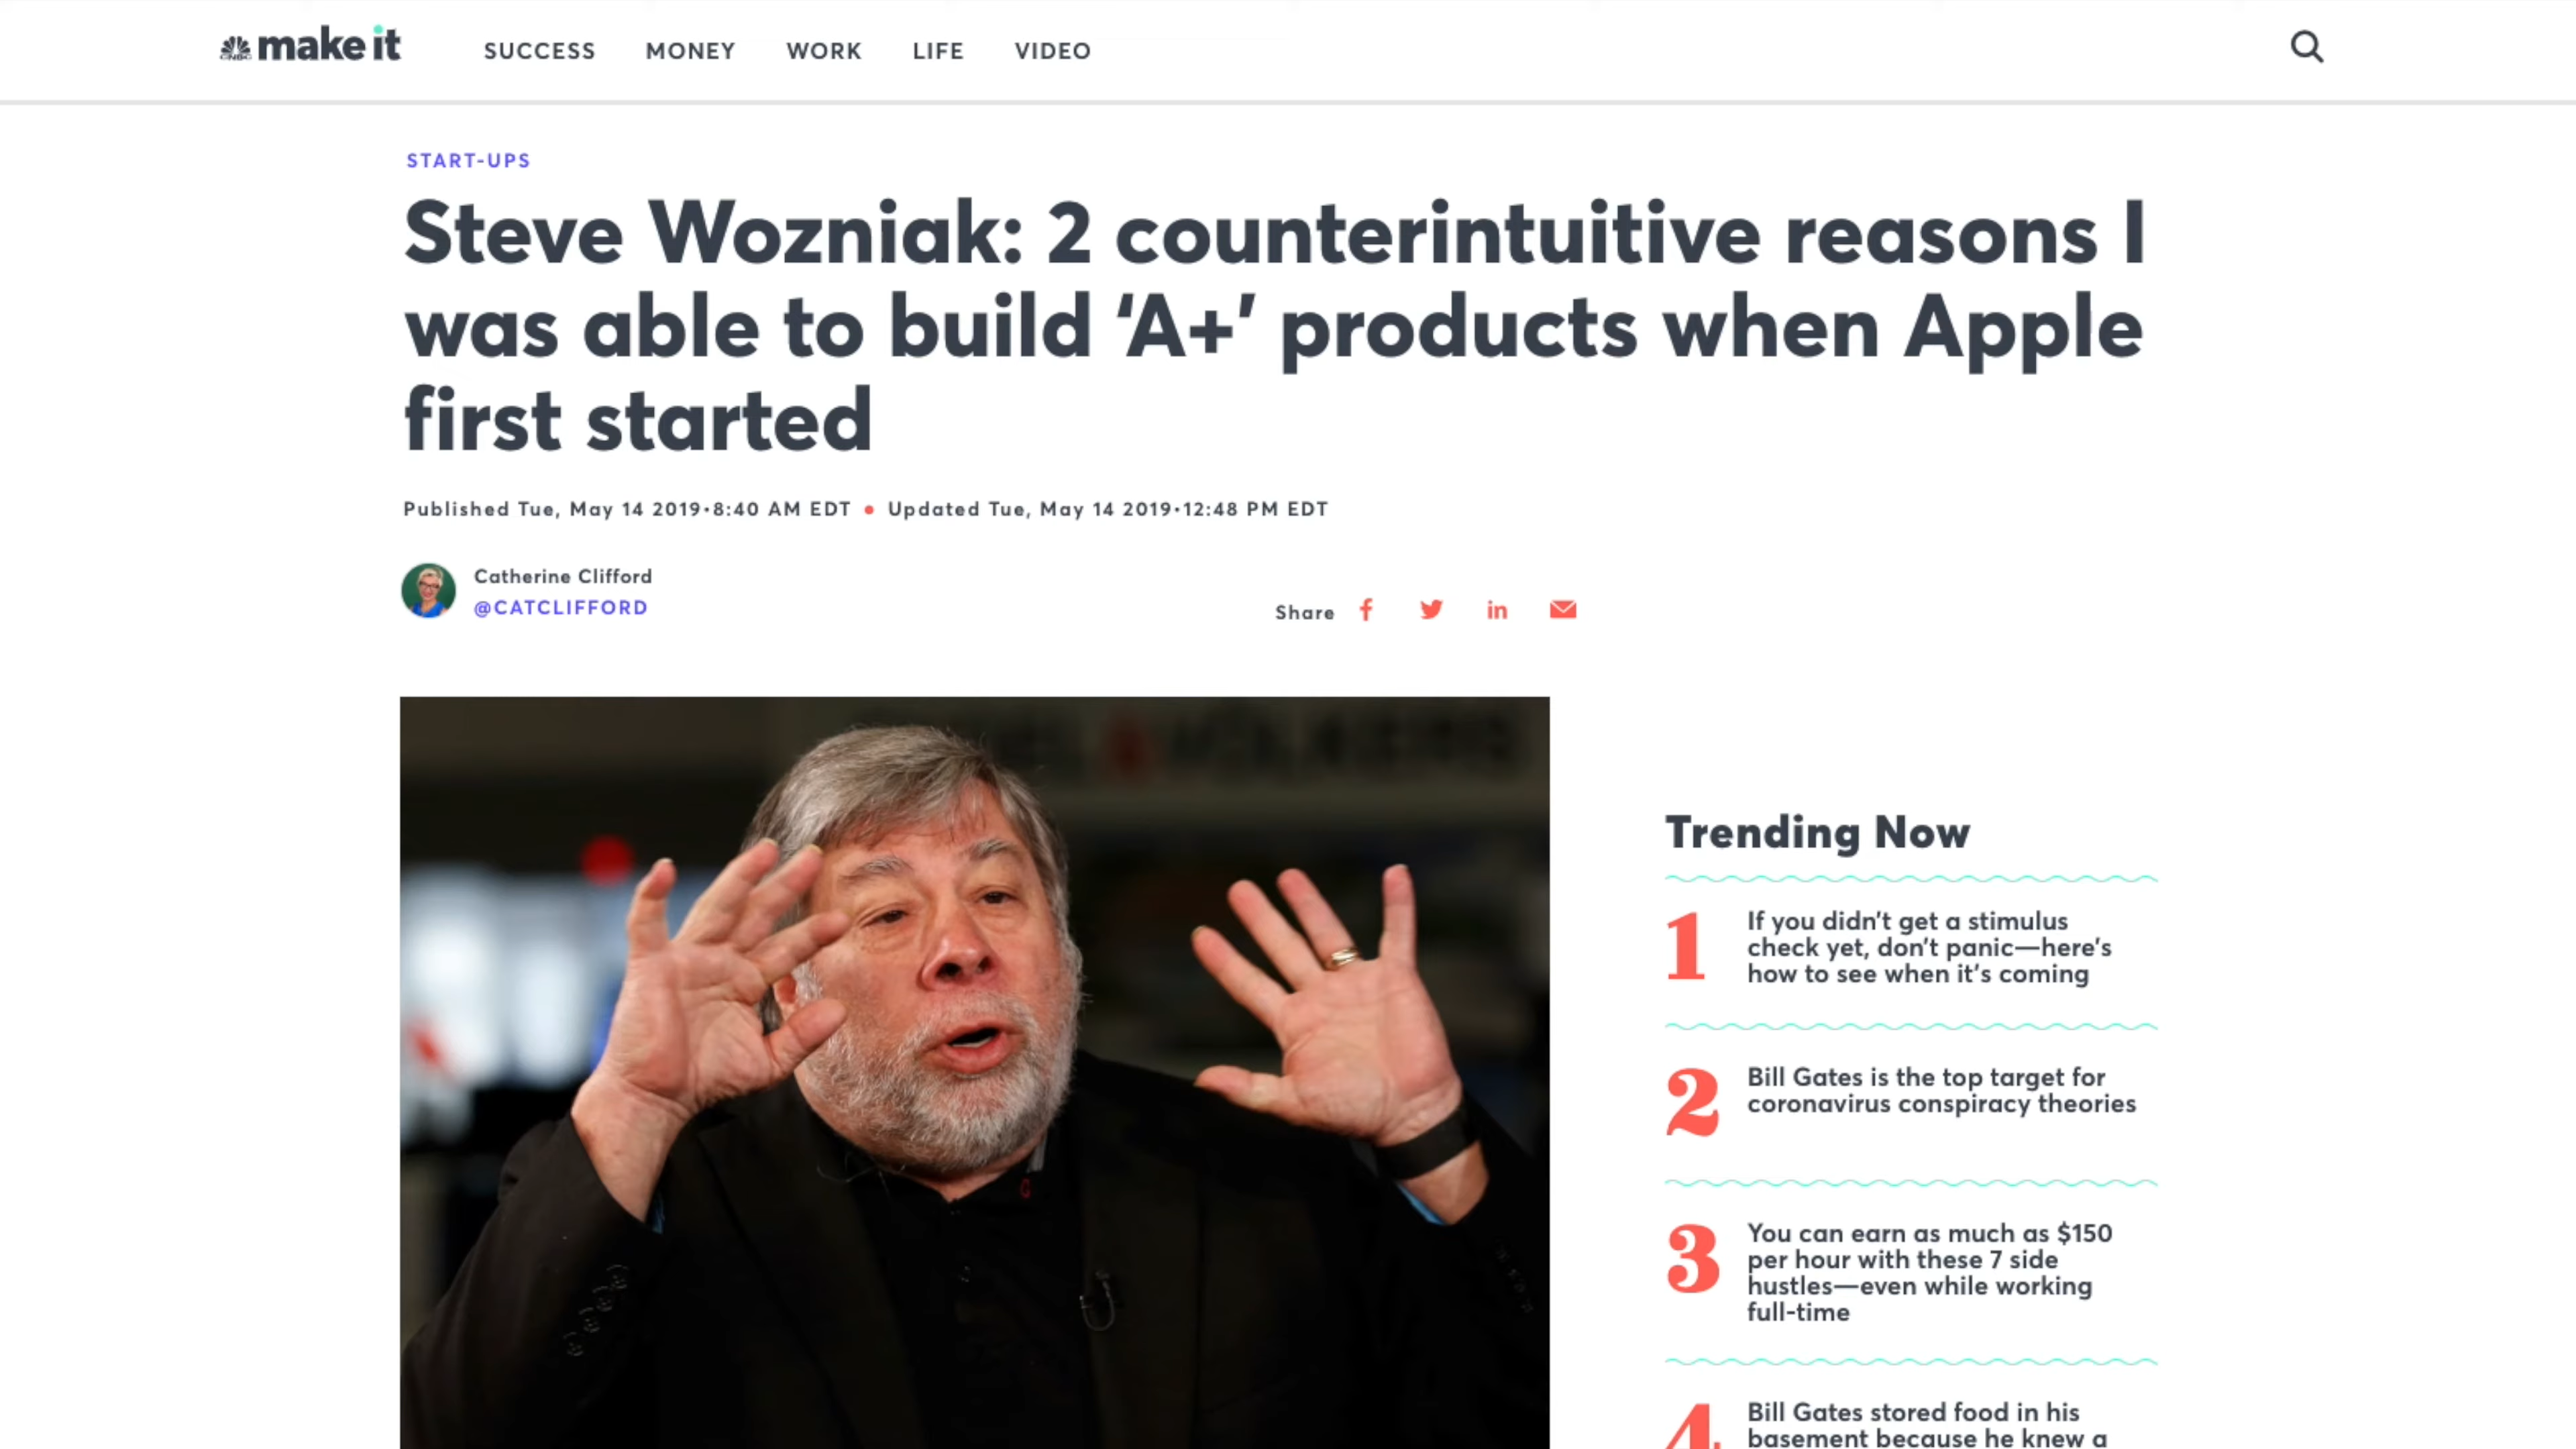 CNBC make it
SUCCESS MONEY WORK LIFE VIDEO
START-UPS
Steve Wozniak: 2 counterintuitive reasons I
was able to build ‘A+’ products when Apple
first started
Published Tue, May 14 2019•8:40 AM EDT • Updated Tue, May 14 2019•12:48 PM EDT
Catherine Clifford
@CATCLIFFORD
Share f in
Trending Now
1 If you didn't get a stimulus
check yet, don't panic—here's
how to see when it's coming
2 Bill Gates is the top target for
coronavirus conspiracy theories
3 You can earn as much as $150
per hour with these 7 side
hustles—even while working
full-time
4 Bill Gates stored food in his
basement because he knew a